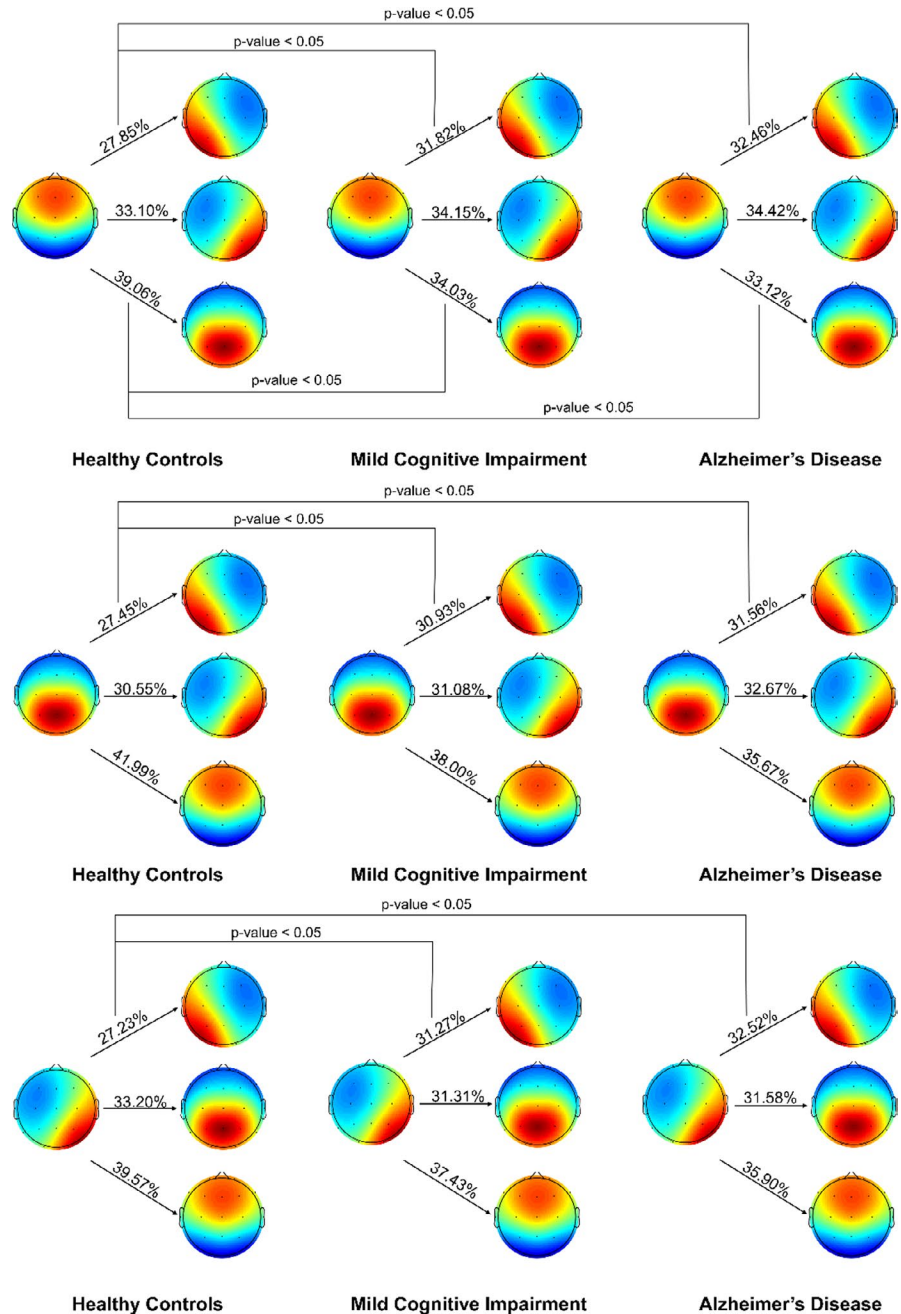 p-value < 0.05
p-value < 0.05
27.85%
31.82%
32.46%
33.10%
34.15%
34.42%
39.06%
34.03%
33.12%
p-value < 0.05
p-value < 0.05
Healthy Controls
Mild Cognitive Impairment
Alzheimer's Disease
p-value < 0.05
p-value < 0.05
27.45%
30.93%
31.56%
30.55%
31.08%
32.67%
41.99%
38.00%
35.67%
Healthy Controls
Mild Cognitive Impairment
Alzheimer's Disease
p-value < 0.05
p-value < 0.05
27.23%
31.27%
32.52%
33.20%
31.31%
31.58%
39.57%
37.43%
35.90%
Healthy Controls
Mild Cognitive Impairment
Alzheimer's Disease